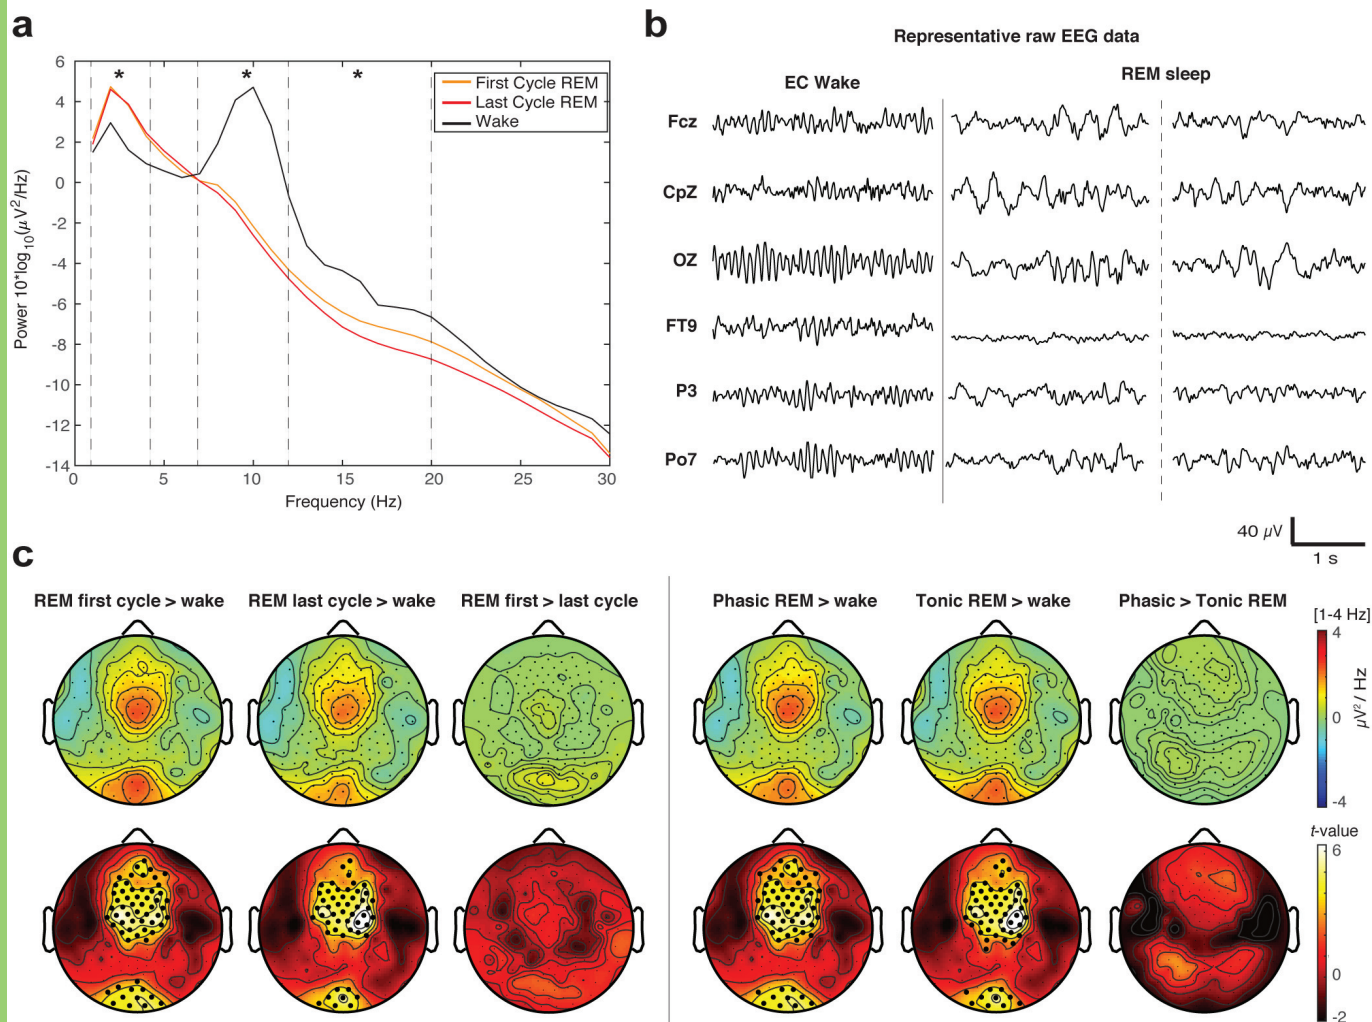 a
6
4
2
0
-2
-4
-6
-8
-10
-12
-14
0
5
10
15
20
25
30
Power 10*log10(μV2/Hz)
Frequency (Hz)
* * *
First Cycle REM
Last Cycle REM
Wake
b
Representative raw EEG data
EC Wake
REM sleep
Fcz
CpZ
OZ
FT9
P3
Po7
40 μV
1 s
c
REM first cycle > wake
REM last cycle > wake
REM first > last cycle
Phasic REM > wake
Tonic REM > wake
Phasic > Tonic REM
[1-4 Hz]
4
0
-4
μV² / Hz
t-value
6
0
-2